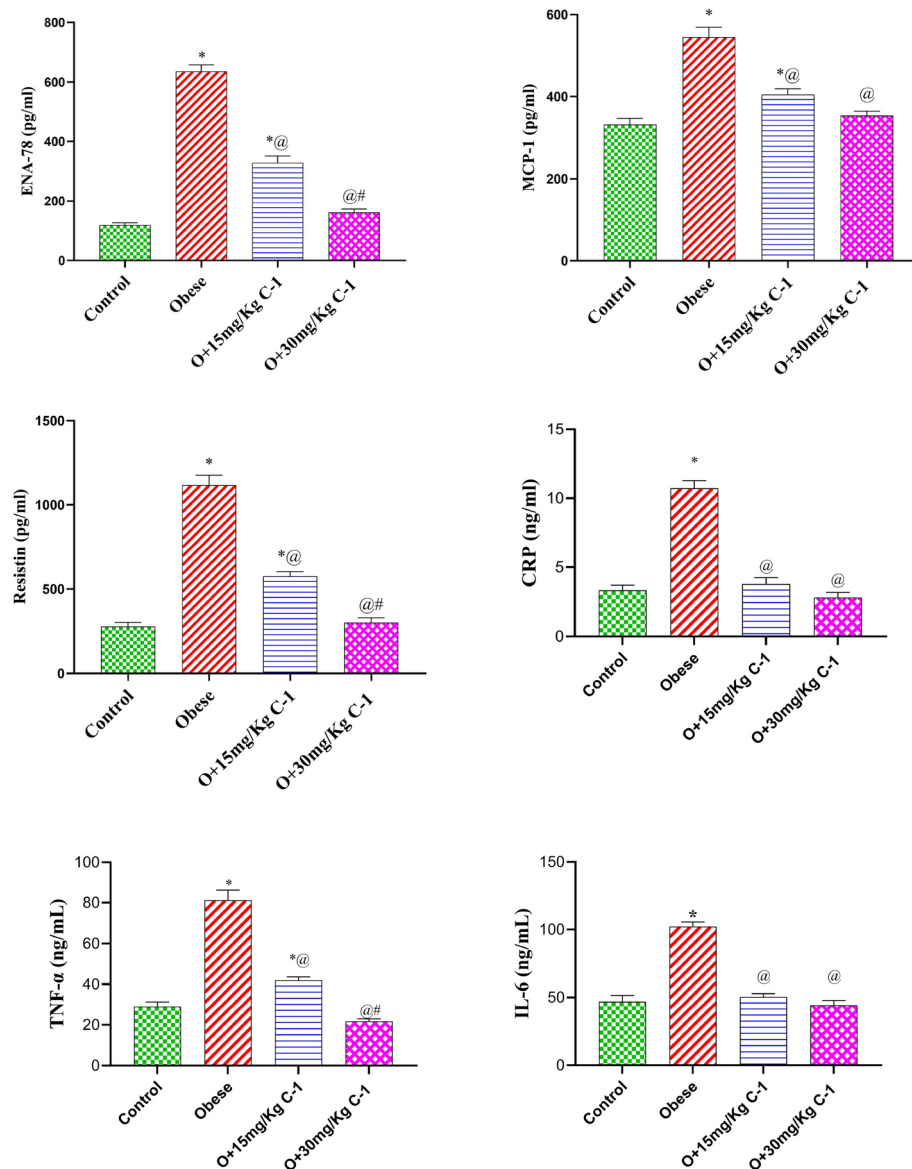 ENA-78 (pg/ml)
800
600
400
200
0
*
*@
@#
Control
Obese
O+15mg/Kg C-1
O+30mg/Kg C-1
MCP-1 (pg/ml)
600
400
200
0
*
*@
@
Control
Obese
O+15mg/Kg C-1
O+30mg/Kg C-1
Resistin (pg/ml)
1500
1000
500
0
*
*@
@#
Control
Obese
O+15mg/Kg C-1
O+30mg/Kg C-1
CRP (ng/ml)
15
10
5
0
*
@
@
Control
Obese
O+15mg/Kg C-1
O+30mg/Kg C-1
TNF-α (ng/mL)
100
80
60
40
20
0
*
*@
@#
Control
Obese
O+15mg/Kg C-1
O+30mg/Kg C-1
IL-6 (ng/mL)
150
100
50
0
*
@
@
Control
Obese
O+15mg/Kg C-1
O+30mg/Kg C-1